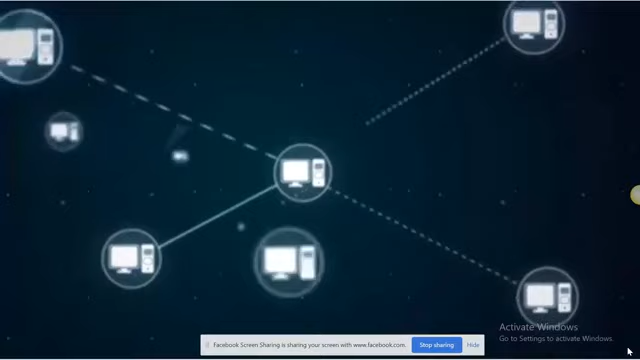 Activate Windows
Go to Settings to activate Windows.
Facebook Screen Sharing is sharing your screen with www.facebook.com.
Stop sharing
Hide